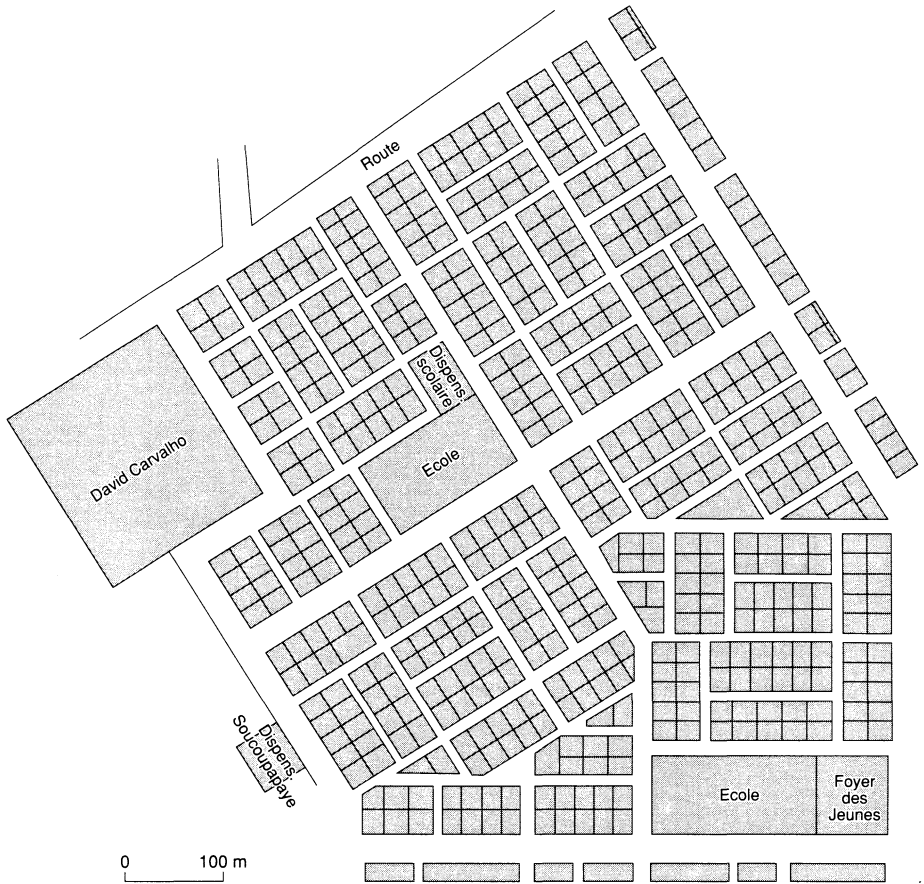 Route
Dispens.
scolaire
David Carvalho
Ecole
Dispens.
Soucoupapaye
Ecole
Foyer
des
Jeunes
0 100 m